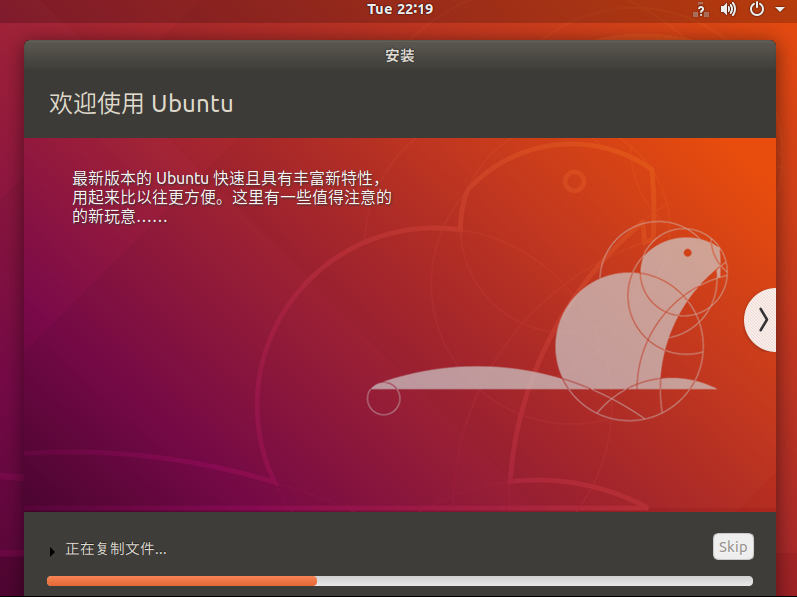 Tue 22:19
?
安装
欢迎使用 Ubuntu
最新版本的 Ubuntu 快速且具有丰富新特性，
用起来比以往更方便。这里有一些值得注意的
的新玩意……
正在复制文件...
Skip